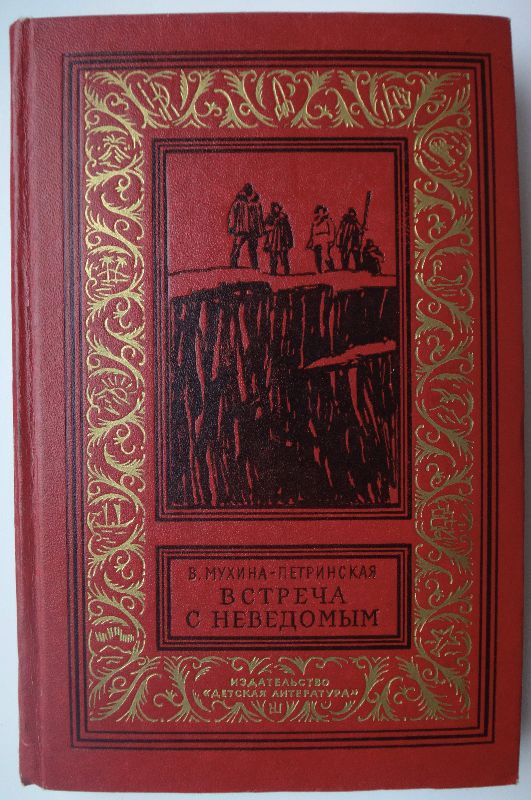 В. МУХИНА-ПЕТРИНСКАЯ
ВСТРЕЧА
С НЕВЕДОМЫМ
ИЗДАТЕЛЬСТВО
«ДЕТСКАЯ ЛИТЕРАТУРА»